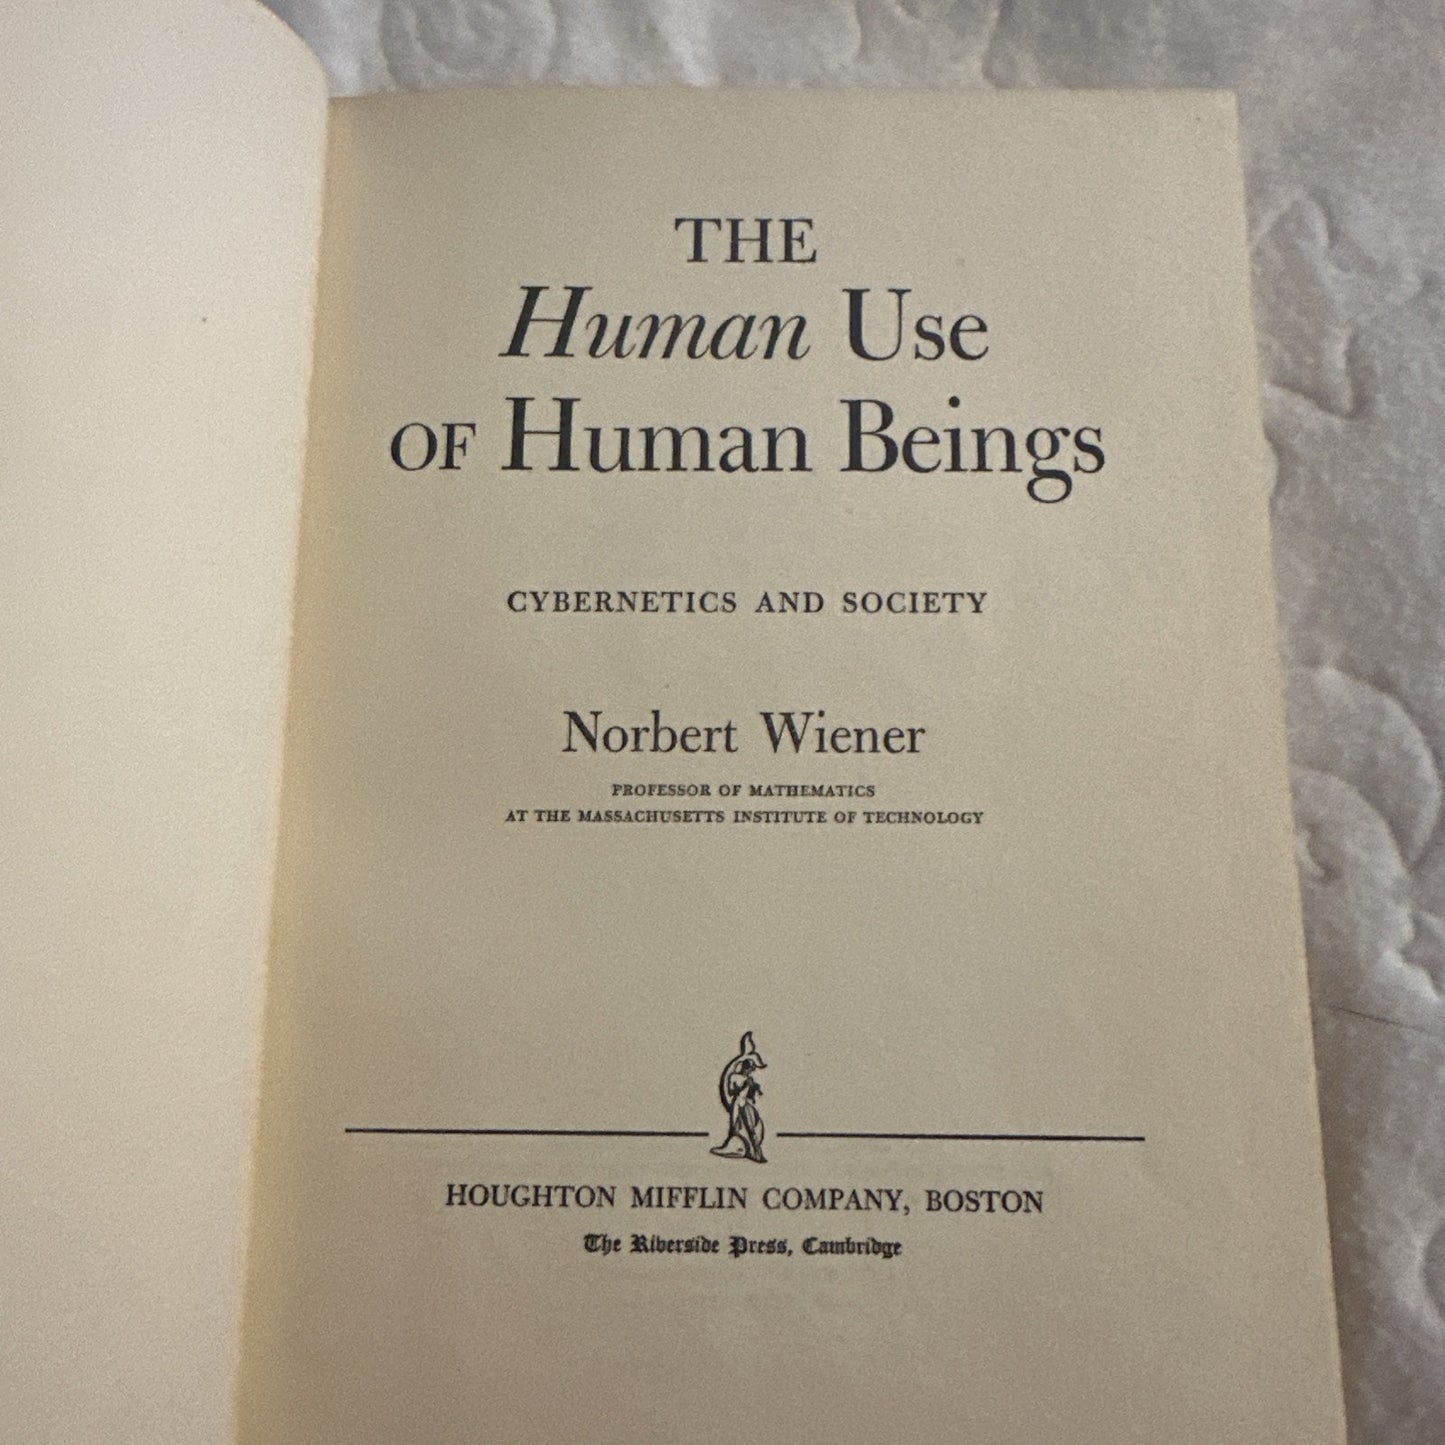 THE
Human Use
OF Human Beings
CYBERNETICS AND SOCIETY
Norbert Wiener
PROFESSOR OF MATHEMATICS
AT THE MASSACHUSETTS INSTITUTE OF TECHNOLOGY
HOUGHTON MIFFLIN COMPANY, BOSTON
The Riverside Press, Cambridge